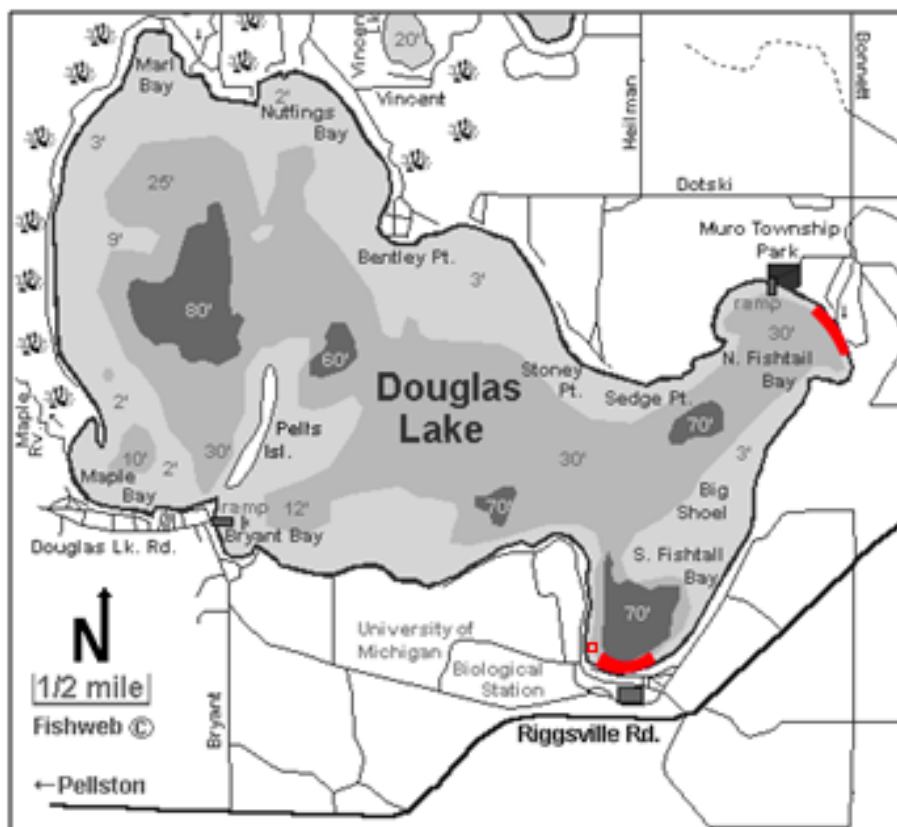 Vincent Lk
20'
Bonnett
Marl
Bay
2'
Nutfings
Bay
Vincent
Heilman
3'
25'
Dotski
9'
Bentley Pt.
3'
Muro Township
Park
80'
ramp
30'
60'
N. Fishtail
Bay
Stoney
Pt.
Sedge Pt.
Douglas
Lake
Maple
Rv.
2'
70'
Pells
Isl.
10'
2'
30'
30'
3'
Maple
Bay
Big
Shoel
ramp
12'
70'
Bryant Bay
Douglas Lk. Rd.
S. Fishtall
Bay
70'
N
University of
Michigan
Biological
Station
1/2 mile
Fishweb ©
Bryant
Riggsville Rd.
←Pellston